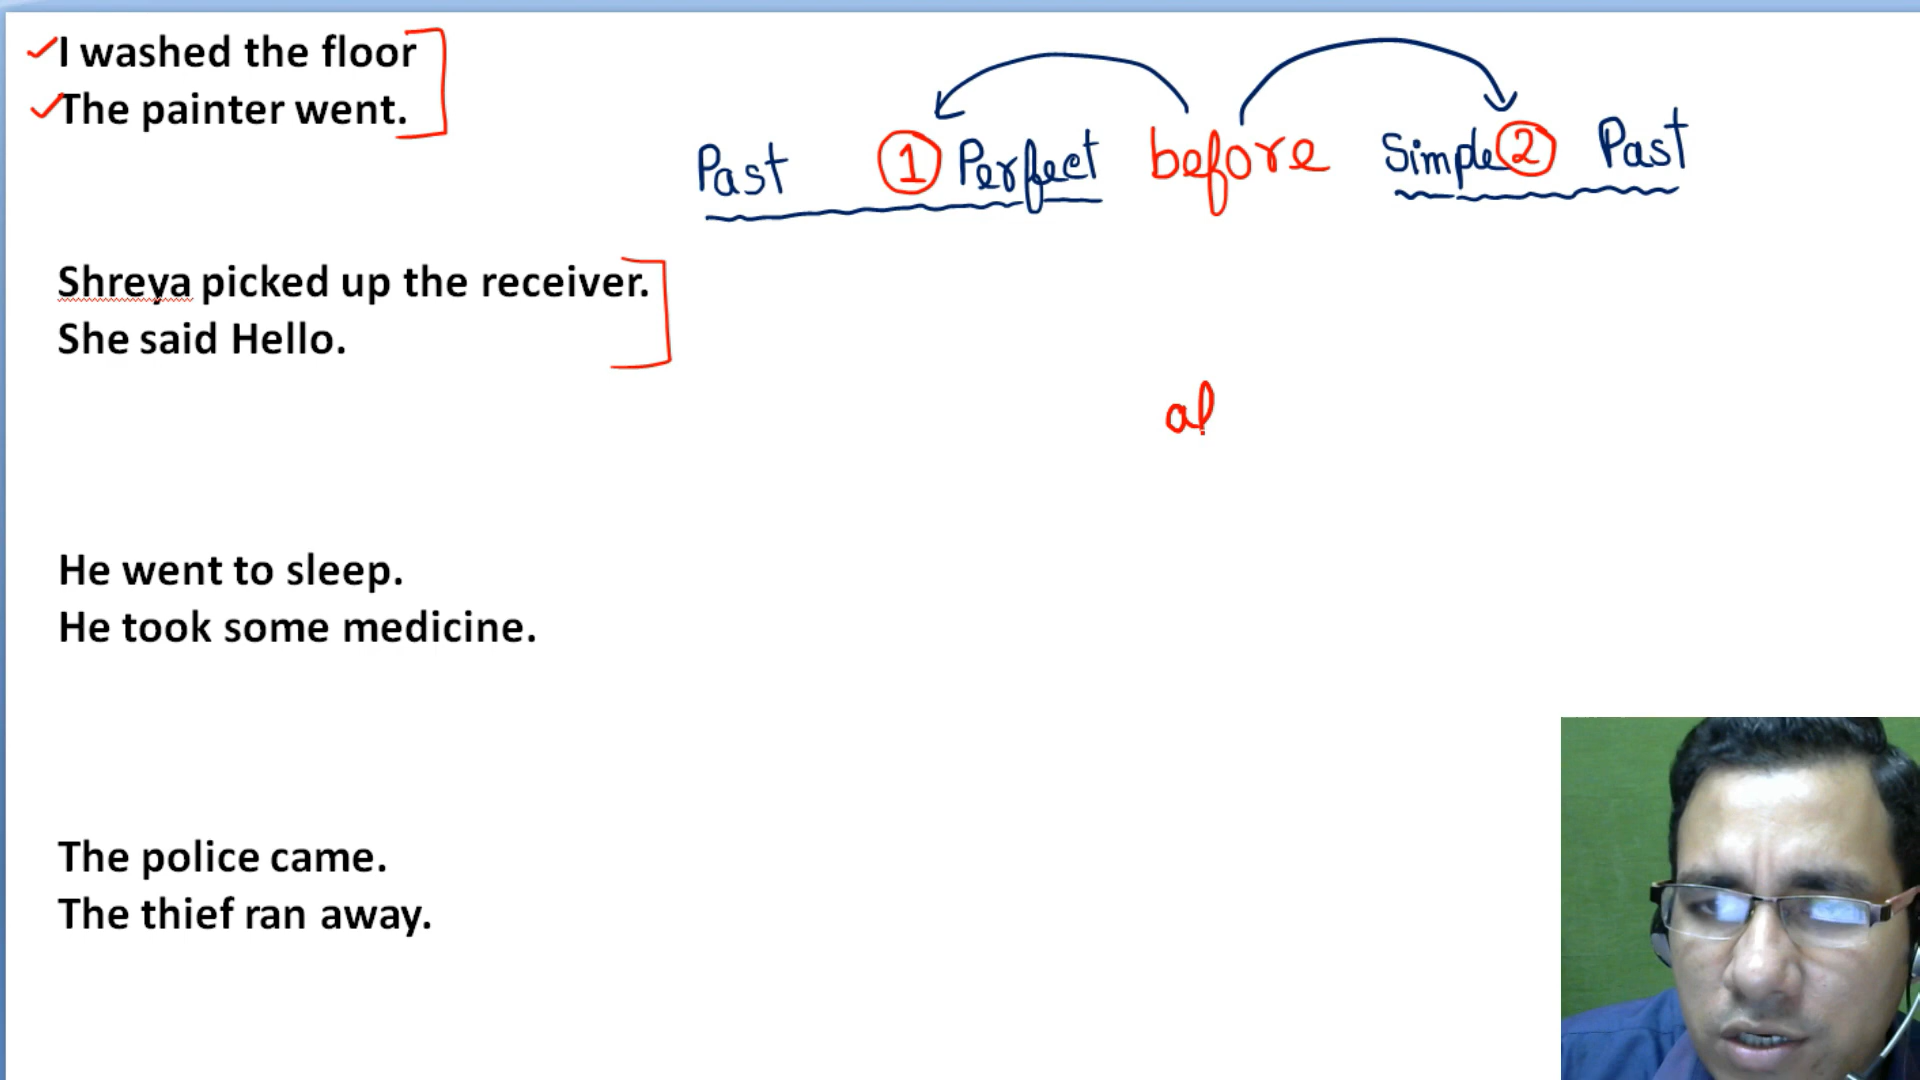 I washed the floor
The painter went.
Past ① Perfect before Simple ② Past
Shreya picked up the receiver.
She said Hello.
He went to sleep.
He took some medicine.
The police came.
The thief ran away.